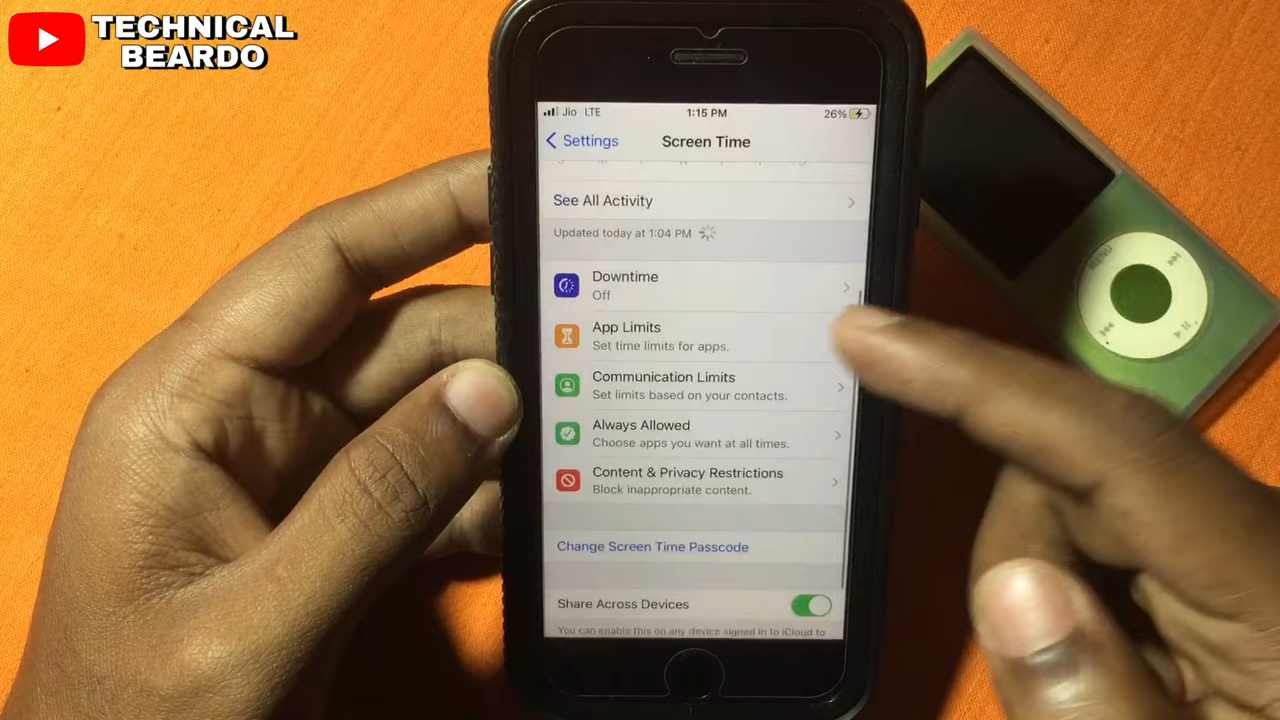 TECHNICAL
BEARDO
Jio LTE
1:15 PM
26%
Settings
Screen Time
See All Activity
Updated today at 1:04 PM
Downtime
Off
App Limits
Set time limits for apps.
Communication Limits
Set limits based on your contacts.
Always Allowed
Choose apps you want at all times.
Content & Privacy Restrictions
Block inappropriate content.
Change Screen Time Passcode
Share Across Devices
You can enable this on any device signed in to iCloud to
MENU